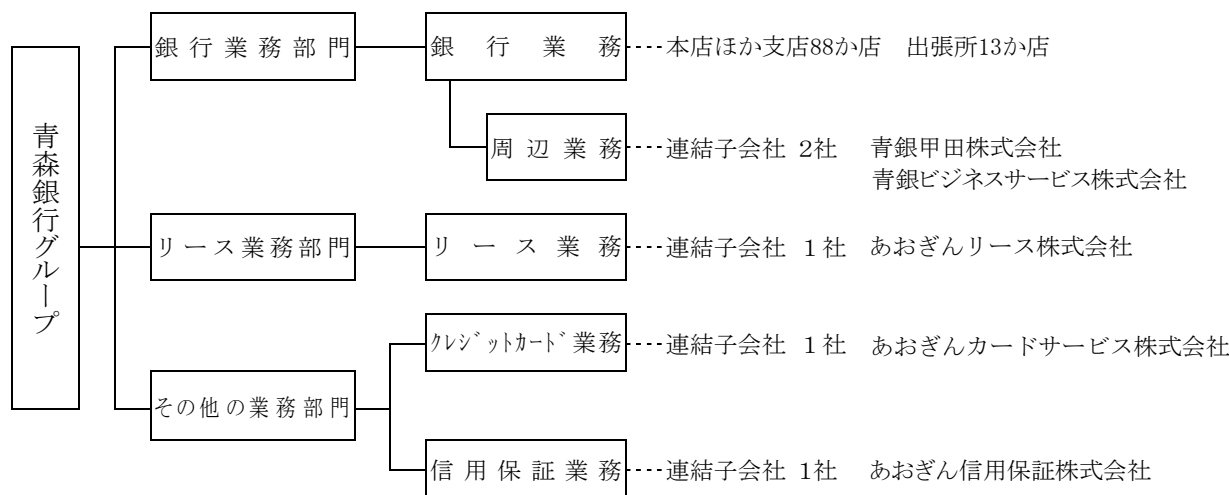 青森銀行グループ
銀行業務部門
銀行業務
本店ほか支店88か店 出張所13か店
周辺業務
連結子会社 2社 青銀甲田株式会社
青銀ビジネスサービス株式会社
リース業務部門
リース業務
連結子会社 1社 あおぎんリース株式会社
その他の業務部門
クレジットカード業務
連結子会社 1社 あおぎんカードサービス株式会社
信用保証業務
連結子会社 1社 あおぎん信用保証株式会社